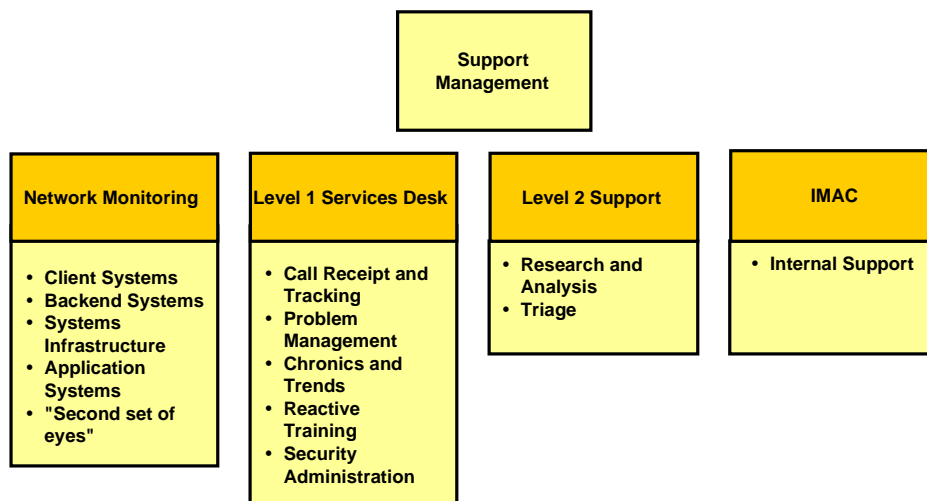 Support
Management
Network Monitoring
• Client Systems
• Backend Systems
• Systems
Infrastructure
• Application
Systems
• "Second set of
eyes"
Level 1 Services Desk
• Call Receipt and
Tracking
• Problem
Management
• Chronics and
Trends
• Reactive
Training
• Security
Administration
Level 2 Support
• Research and
Analysis
• Triage
IMAC
• Internal Support